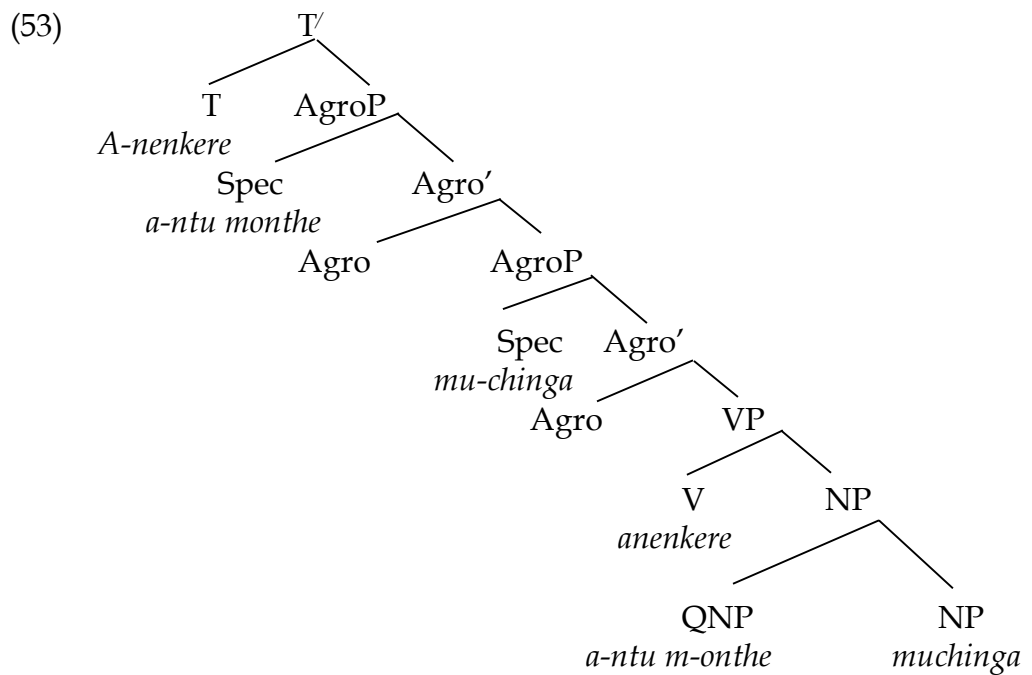 (53) T′
T AgroP
A-nenkere
Spec Agro’
a-ntu monthe
Agro AgroP
Spec Agro’
mu-chinga
Agro VP
V NP
anenkere
QNP NP
a-ntu m-onthe muchinga